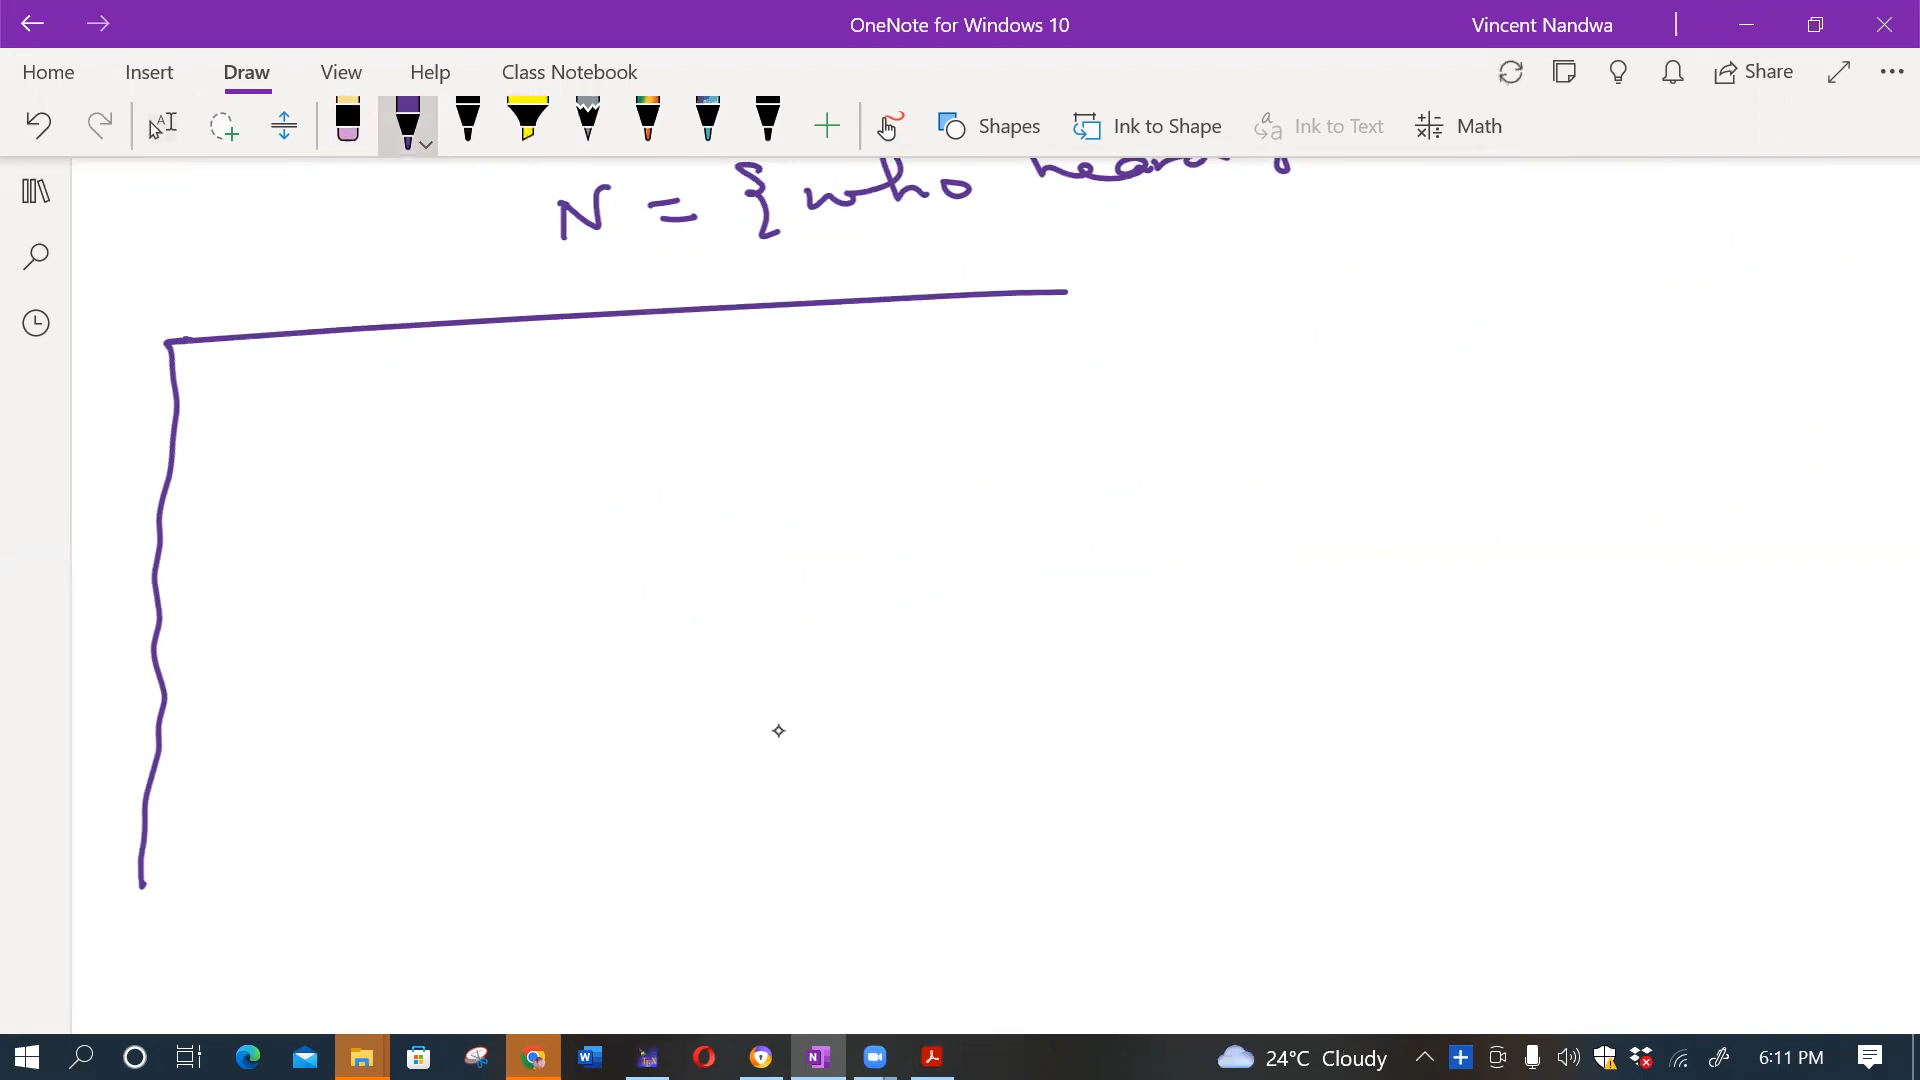 OneNote for Windows 10
Vincent Nandwa
Home Insert Draw View Help Class Notebook
Share
Shapes Ink to Shape Ink to Text Math
N = { who
24°C Cloudy
6:11 PM